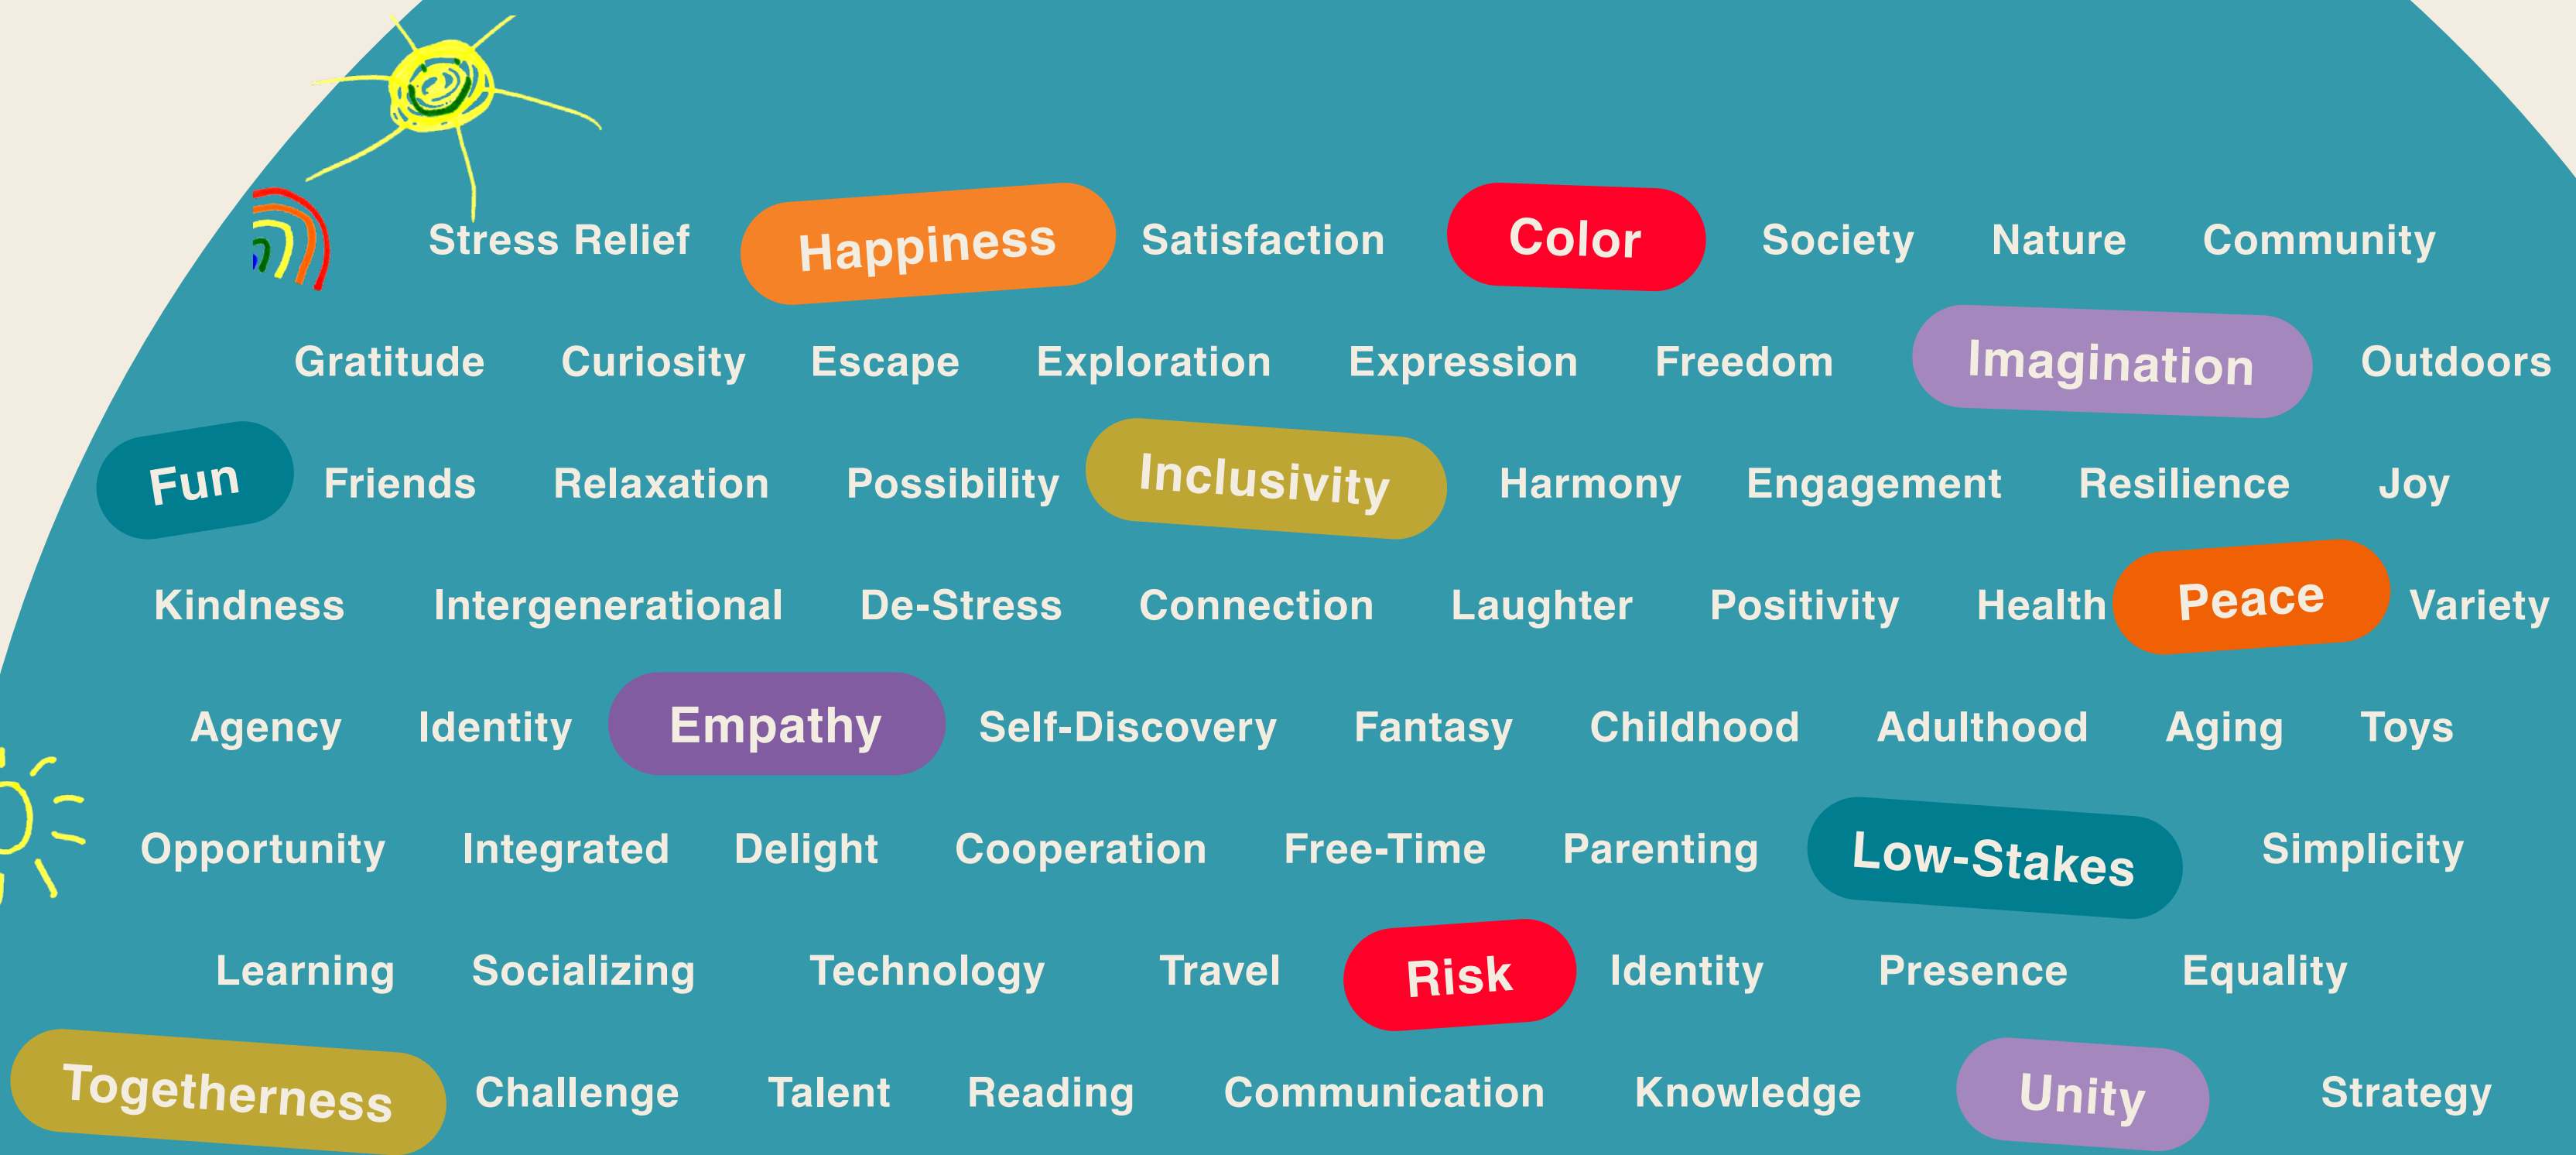 Stress Relief Happiness Satisfaction Color Society Nature Community
Gratitude Curiosity Escape Exploration Expression Freedom Imagination Outdoors
Fun Friends Relaxation Possibility Inclusivity Harmony Engagement Resilience Joy
Kindness Intergenerational De-Stress Connection Laughter Positivity Health Peace Variety
Agency Identity Empathy Self-Discovery Fantasy Childhood Adulthood Aging Toys
Opportunity Integrated Delight Cooperation Free-Time Parenting Low-Stakes Simplicity
Learning Socializing Technology Travel Risk Identity Presence Equality
Togetherness Challenge Talent Reading Communication Knowledge Unity Strategy